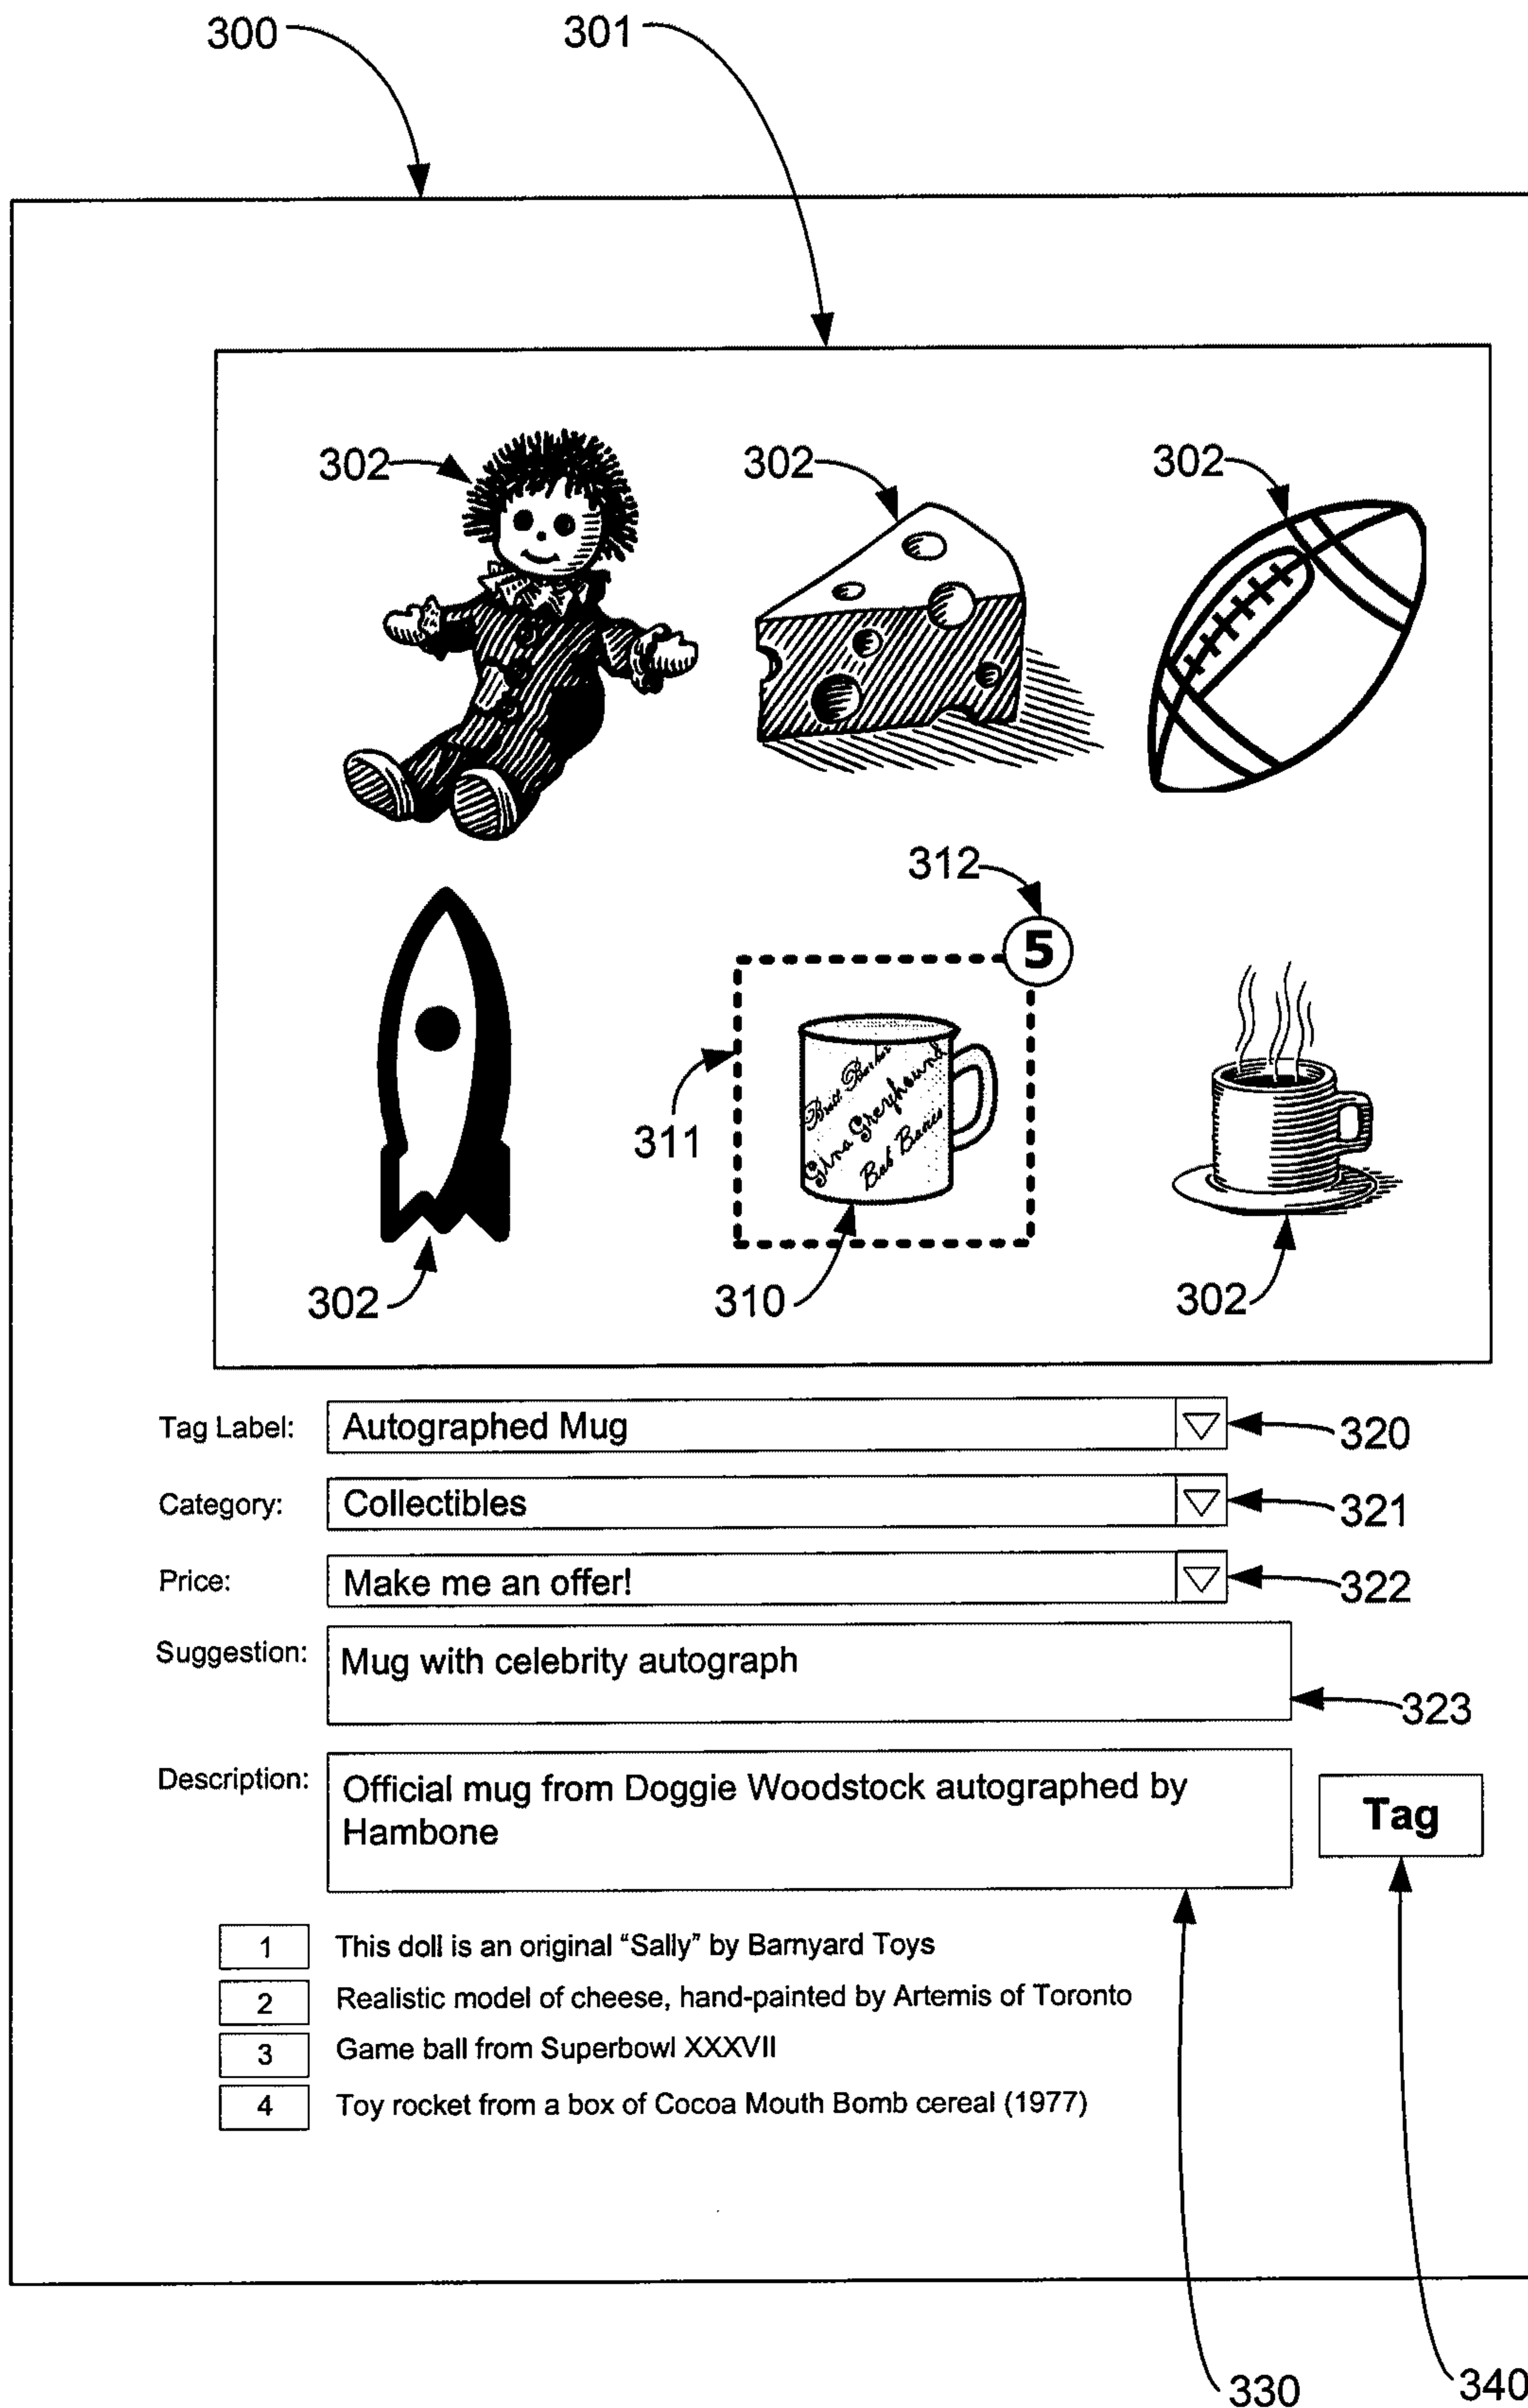 300
301
302
302
302
312
5
Gina Greyhound
311
302
310
302
Tag Label: Autographed Mug 320
Category: Collectibles 321
Price: Make me an offer! 322
Suggestion: Mug with celebrity autograph
323
Description: Official mug from Doggie Woodstock autographed by
Hambone
Tag
1 This doll is an original “Sally” by Barnyard Toys
2 Realistic model of cheese, hand-painted by Artemis of Toronto
3 Game ball from Superbowl XXXVII
4 Toy rocket from a box of Cocoa Mouth Bomb cereal (1977)
330
340